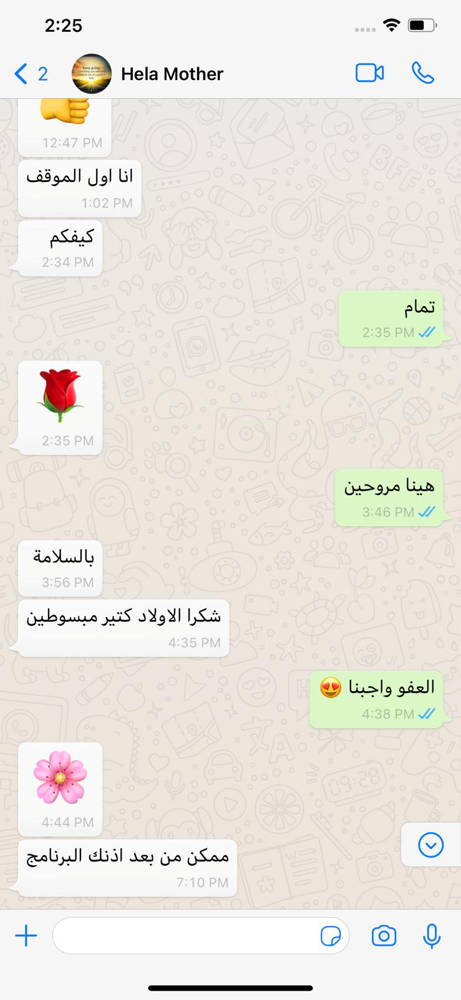 2:25
2
Hela Mother
12:47 PM
انا اول الموقف
1:02 PM
كيفكم
2:34 PM
تمام
2:35 PM
2:35 PM
هينا مروحين
3:46 PM
بالسلامة
3:56 PM
شكرا الاولاد كتير مبسوطين
4:35 PM
العفو واجبنا 😍
4:38 PM
4:44 PM
ممكن من بعد اذنك البرنامج
7:10 PM